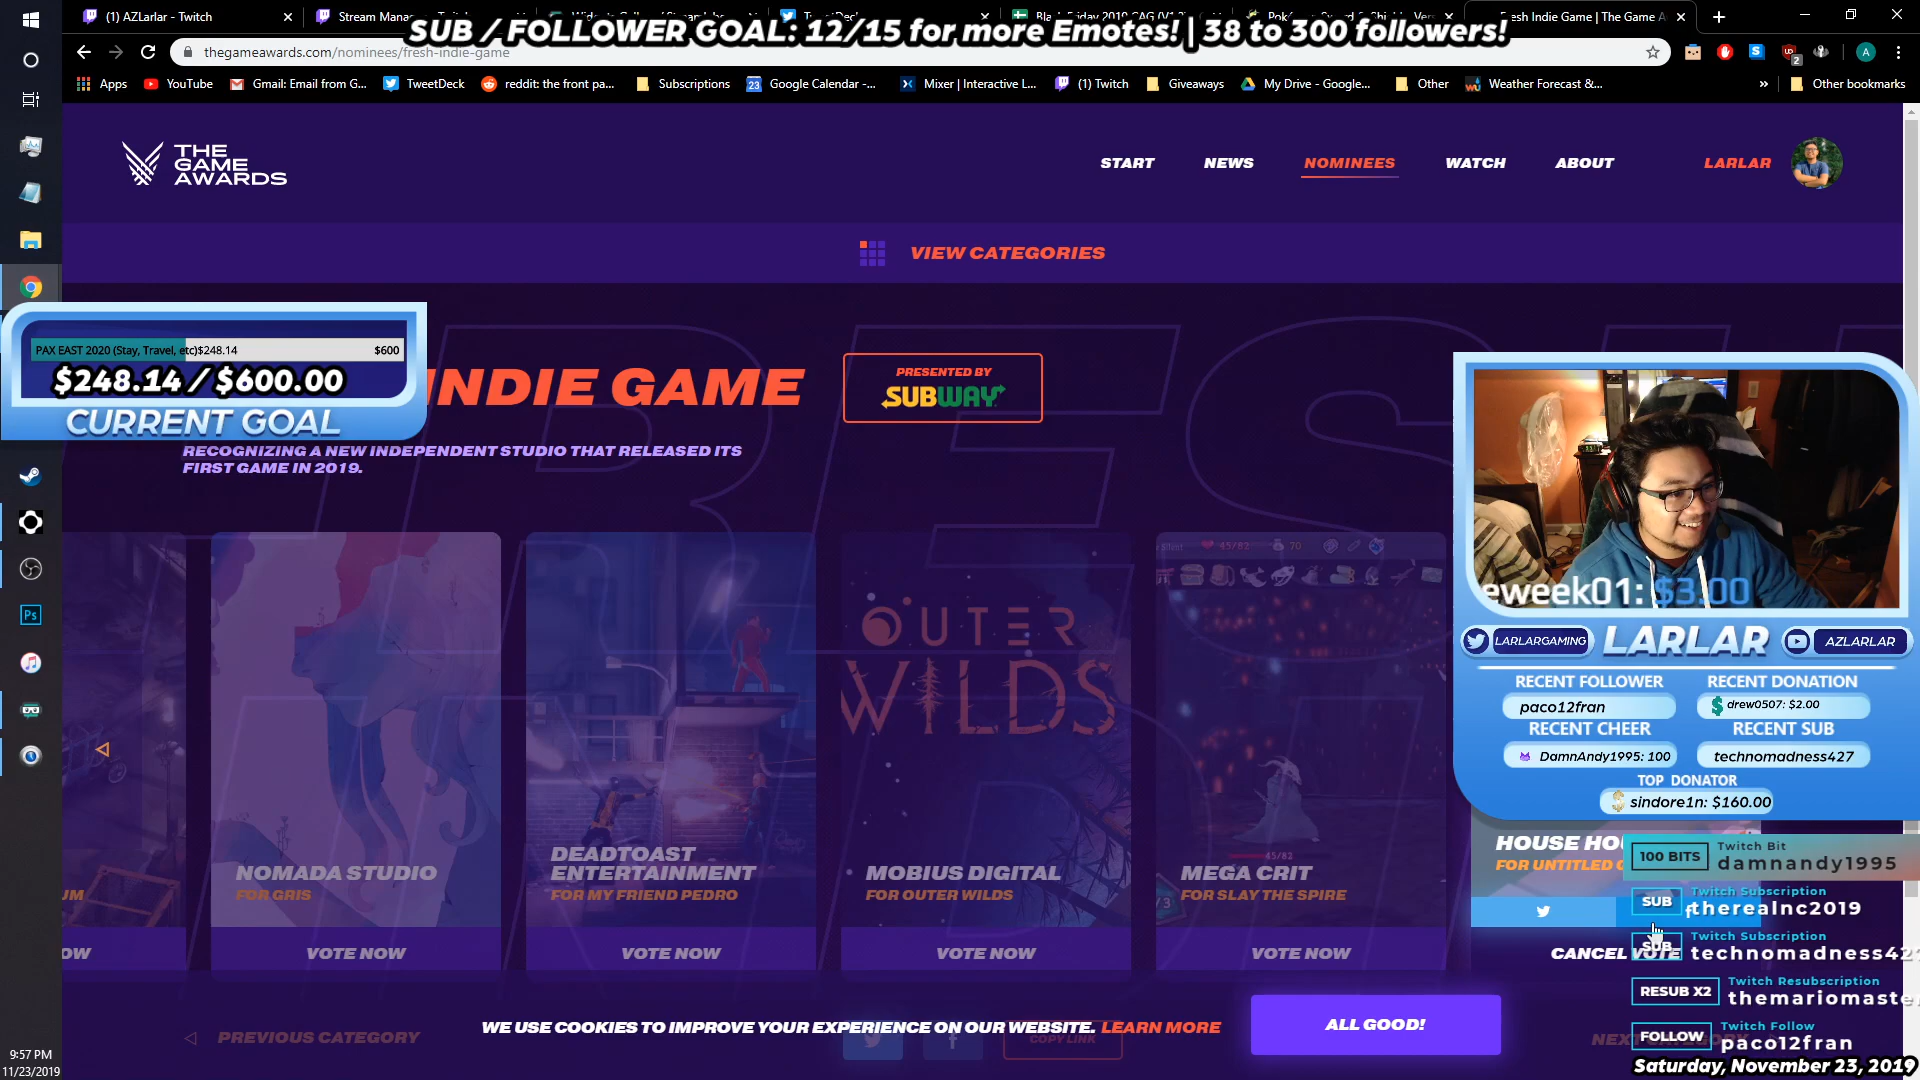 (1) AZLarlar - Twitch
Stream Man
SUB / FOLLOWER GOAL: 12/15 for more Emotes! | 38 to 300 followers!
Fresh Indie Game | The Game A
thegameawards.com/nominees/fresh-indie-game
Apps
YouTube
Gmail: Email from G...
TweetDeck
reddit: the front pa...
Subscriptions
23
Google Calendar -...
Mixer | Interactive L...
(1) Twitch
Giveaways
My Drive - Google...
Other
Weather Forecast &...
»
Other bookmarks
THE GAME AWARDS
START
NEWS
NOMINEES
WATCH
ABOUT
LARLAR
VIEW CATEGORIES
PAX EAST 2020 (Stay, Travel, etc)$248.14
$600
$248.14 / $600.00
CURRENT GOAL
INDIE GAME
PRESENTED BY
SUBWAY
RECOGNIZING A NEW INDEPENDENT STUDIO THAT RELEASED ITS
FIRST GAME IN 2019.
eweek01: $3.00
LARLARGAMING
LARLAR
AZLARLAR
RECENT FOLLOWER
RECENT DONATION
paco12fran
drew0507: $2.00
RECENT CHEER
RECENT SUB
DamnAndy1995: 100
technomadness427
TOP DONATOR
sindore1n: $160.00
45/82
70
OUTER
WILDS
NOMADA STUDIO
FOR GRIS
DEADTOAST
ENTERTAINMENT
FOR MY FRIEND PEDRO
MOBIUS DIGITAL
FOR OUTER WILDS
45/82
MEGA CRIT
FOR SLAY THE SPIRE
HOUSE HO
FOR UNTITLED
UM
OW
VOTE NOW
VOTE NOW
VOTE NOW
VOTE NOW
CANCEL VOTE
100 BITS
Twitch Bit
damnandy1995
SUB
Twitch Subscription
therealnc2019
SUB
Twitch Subscription
technomadness42
RESUB X2
Twitch Resubscription
themariomaste
FOLLOW
Twitch Follow
paco12fran
PREVIOUS CATEGORY
WE USE COOKIES TO IMPROVE YOUR EXPERIENCE ON OUR WEBSITE. LEARN MORE
COPY LINK
ALL GOOD!
9:57 PM
11/23/2019
Saturday, November 23, 2019